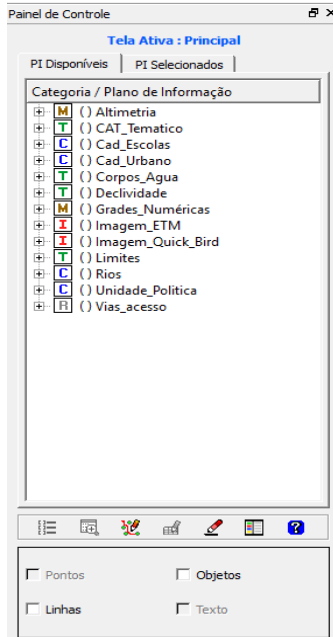 Painel de Controle
Tela Ativa : Principal
PI Disponíveis PI Selecionados
Categoria / Plano de Informação
M () Altimetria
T () CAT_Tematico
C () Cad_Escolas
C () Cad_Urbano
T () Corpos_Agua
T () Declividade
M () Grades_Numéricas
I () Imagem_ETM
I () Imagem_Quick_Bird
T () Limites
C () Rios
C () Unidade_Politica
R () Vias_acesso
?
Pontos Objetos
Linhas Texto